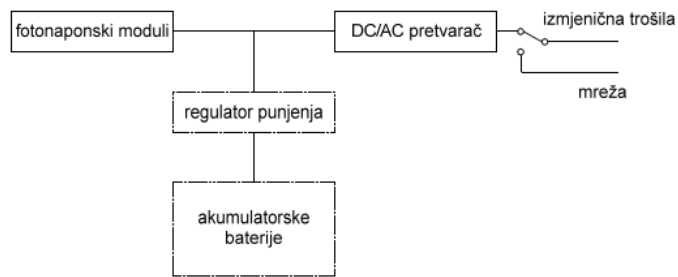 izmjenična trošila
fotonaponski moduli
DC/AC pretvarač
mreža
regulator punjenja
akumulatorske
baterije